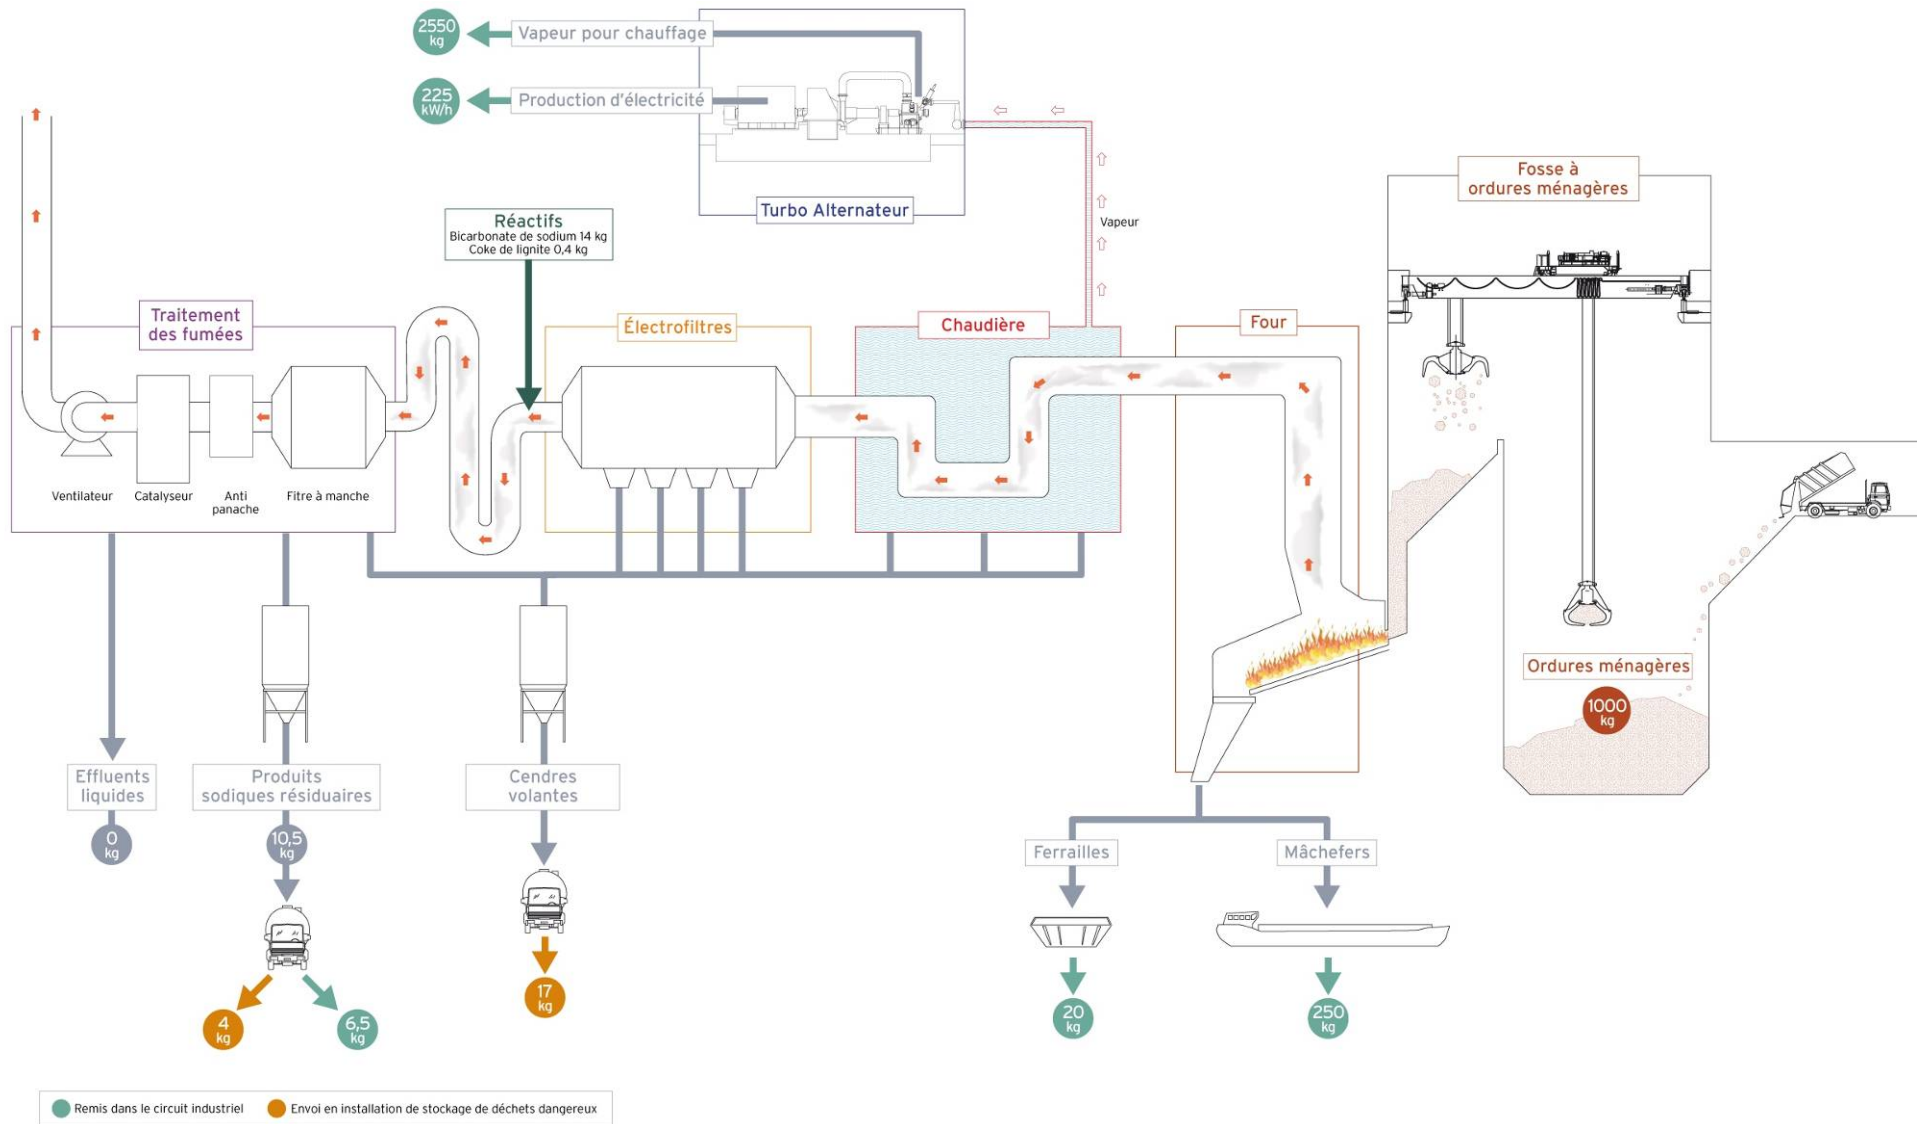 2550
kg
Vapeur pour chauffage
225
kW/h
Production d'électricité
Turbo Alternateur
Vapeur
Fosse à
ordures ménagères
Réactifs
Bicarbonate de sodium 14 kg
Coke de lignite 0,4 kg
Traitement
des fumées
Électrofiltres
Chaudière
Four
Ventilateur
Catalyseur
Anti
panache
Fitre à manche
Ordures ménagères
1000
kg
Effluents
liquides
0
kg
Produits
sodiques résiduaires
10,5
kg
4
kg
6,5
kg
Cendres
volantes
17
kg
Ferrailles
20
kg
Mâchefers
250
kg
Remis dans le circuit industriel
Envoi en installation de stockage de déchets dangereux